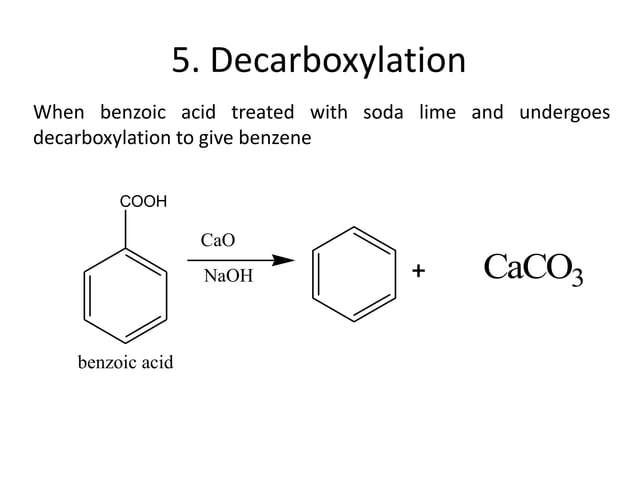 5. Decarboxylation
When benzoic acid treated with soda lime and undergoes
decarboxylation to give benzene
COOH
CaO
NaOH
+
CaCO₃
benzoic acid